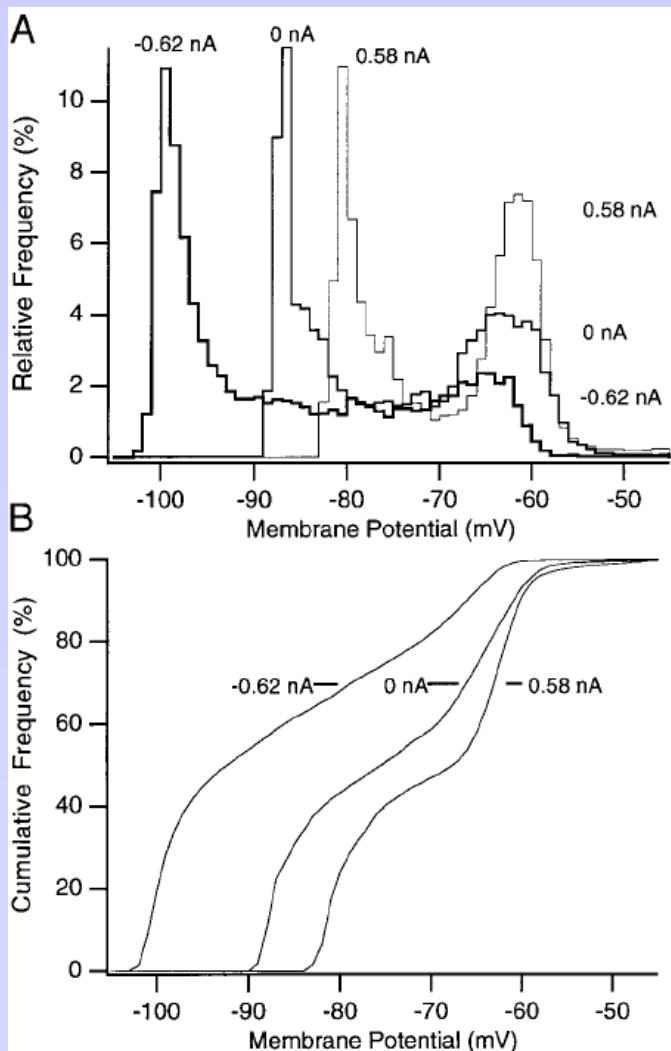 A
-0.62 nA
0 nA
0.58 nA
10
8
6
4
2
0
Relative Frequency (%)
0.58 nA
0 nA
-0.62 nA
-100 -90 -80 -70 -60 -50
Membrane Potential (mV)
B
100
80
60
40
20
0
Cumulative Frequency (%)
-0.62 nA
0 nA
0.58 nA
-100 -90 -80 -70 -60 -50
Membrane Potential (mV)